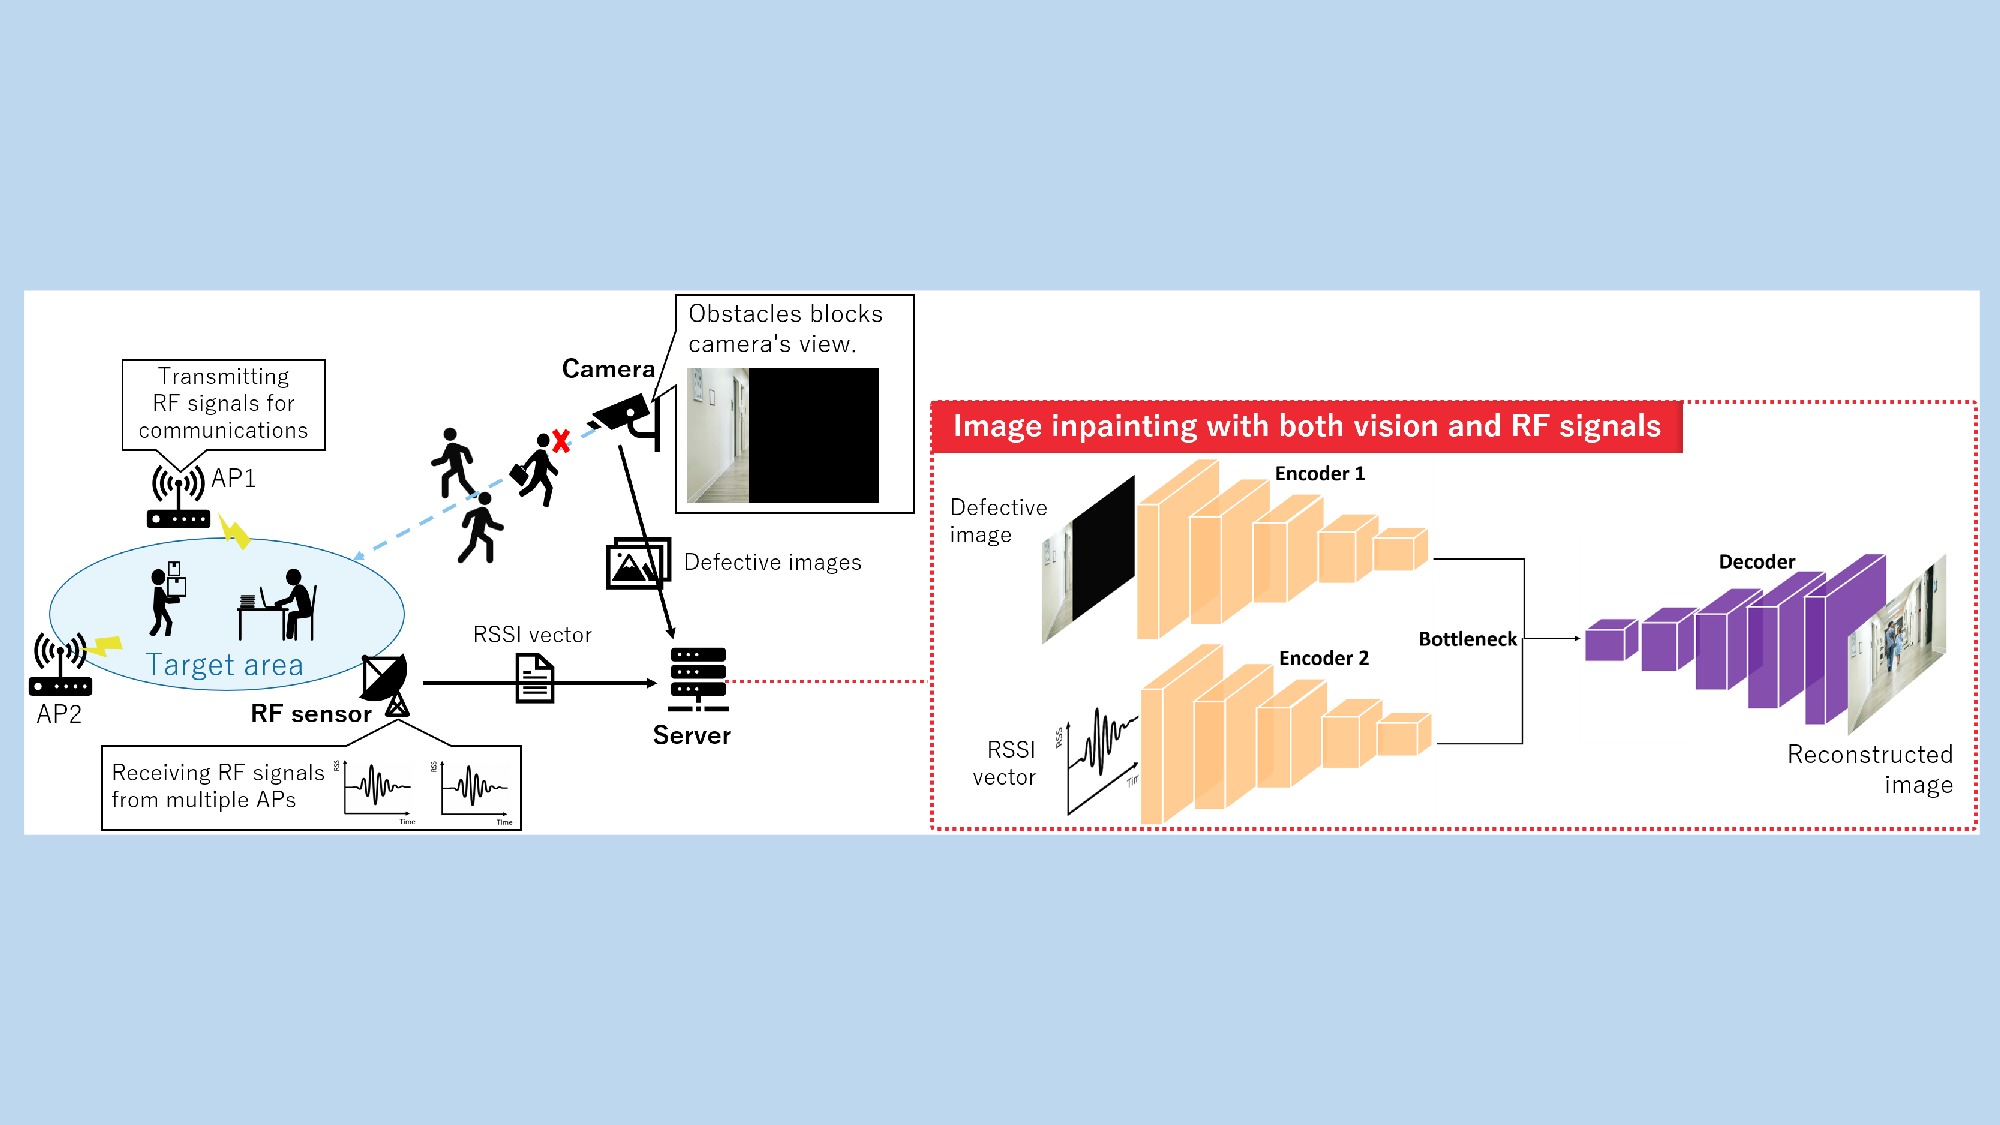 Obstacles blocks
camera's view.
Camera
Transmitting
RF signals for
communications
AP1
Defective images
RSSI vector
Target area
AP2
RF sensor
Server
Receiving RF signals
from multiple APs
RSS
Time
RSS
Time
Image inpainting with both vision and RF signals
Encoder 1
Defective
image
Decoder
Bottleneck
Encoder 2
RSSI
vector
RSS
Reconstructed
image